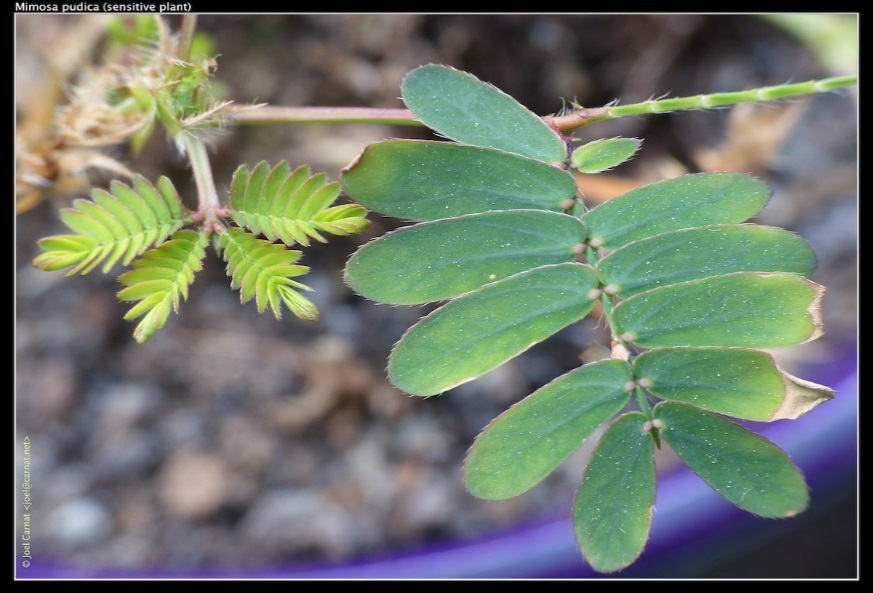 Mimosa pudica (sensitive plant)
© Joel Carnat <joel@carnat.net>